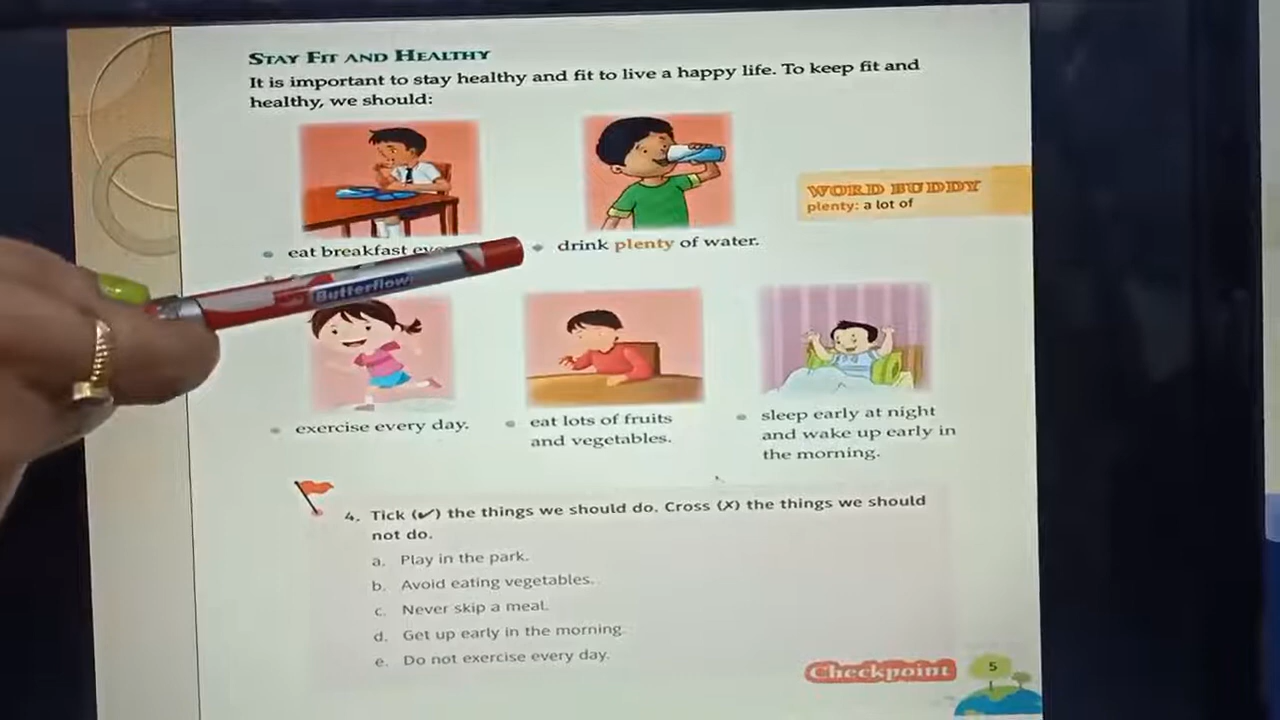 STAY FIT AND HEALTHY
It is important to stay healthy and fit to live a happy life. To keep fit and
healthy, we should:
WORD BUDDY
plenty: a lot of
eat breakfast
drink plenty of water.
Butterflow
exercise every day.
eat lots of fruits
and vegetables.
sleep early at night
and wake up early in
the morning.
4. Tick (✔) the things we should do. Cross (✗) the things we should
not do.
a. Play in the park.
b. Avoid eating vegetables.
c. Never skip a meal.
d. Get up early in the morning.
e. Do not exercise every day.
Checkpoint
5